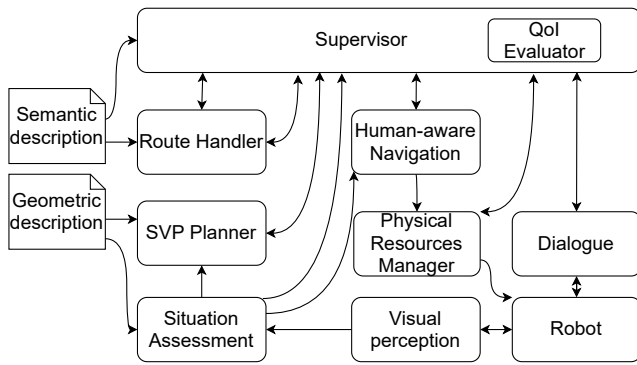 Supervisor
QoI
Evaluator
Semantic
description
Route Handler
Human-aware
Navigation
Geometric
description
SVP Planner
Physical
Resources
Manager
Dialogue
Situation
Assessment
Visual
perception
Robot